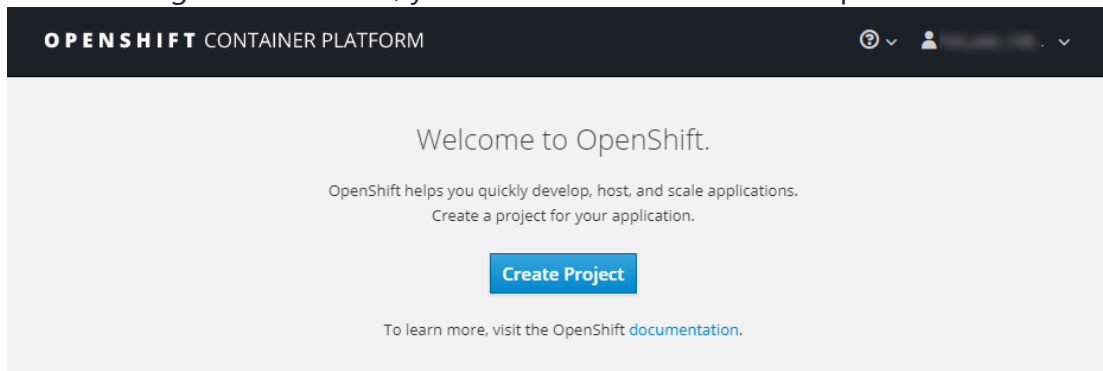 OPENSHIFT CONTAINER PLATFORM
Welcome to OpenShift.
OpenShift helps you quickly develop, host, and scale applications.
Create a project for your application.
Create Project
To learn more, visit the OpenShift documentation.